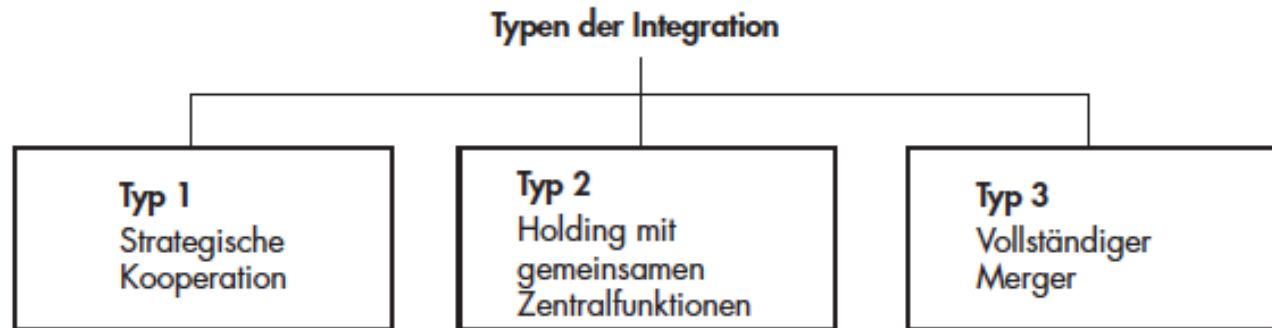 Typen der Integration
Typ 1
Strategische
Kooperation
Typ 2
Holding mit
gemeinsamen
Zentralfunktionen
Typ 3
Vollständiger
Merger